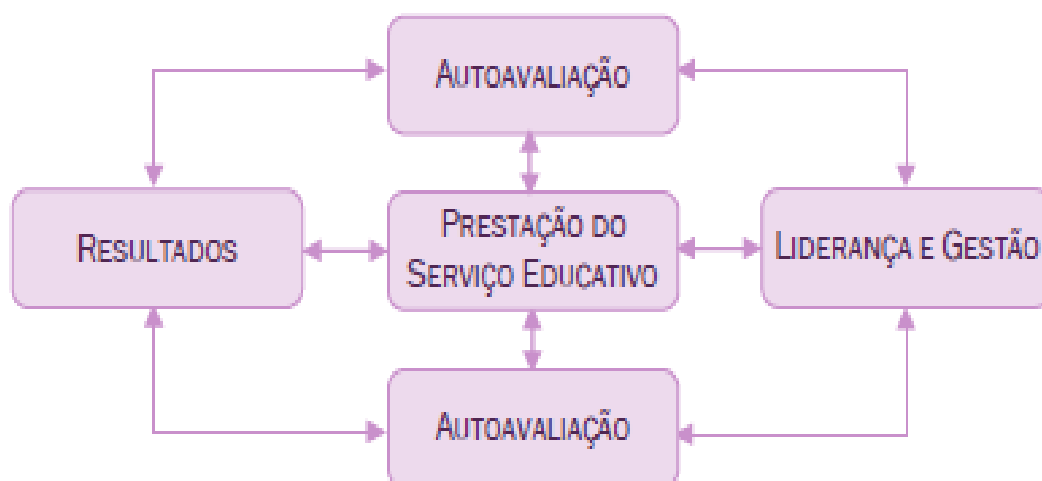 Autoavaliação
Resultados
Prestação do
Serviço Educativo
Liderança e Gestão
Autoavaliação